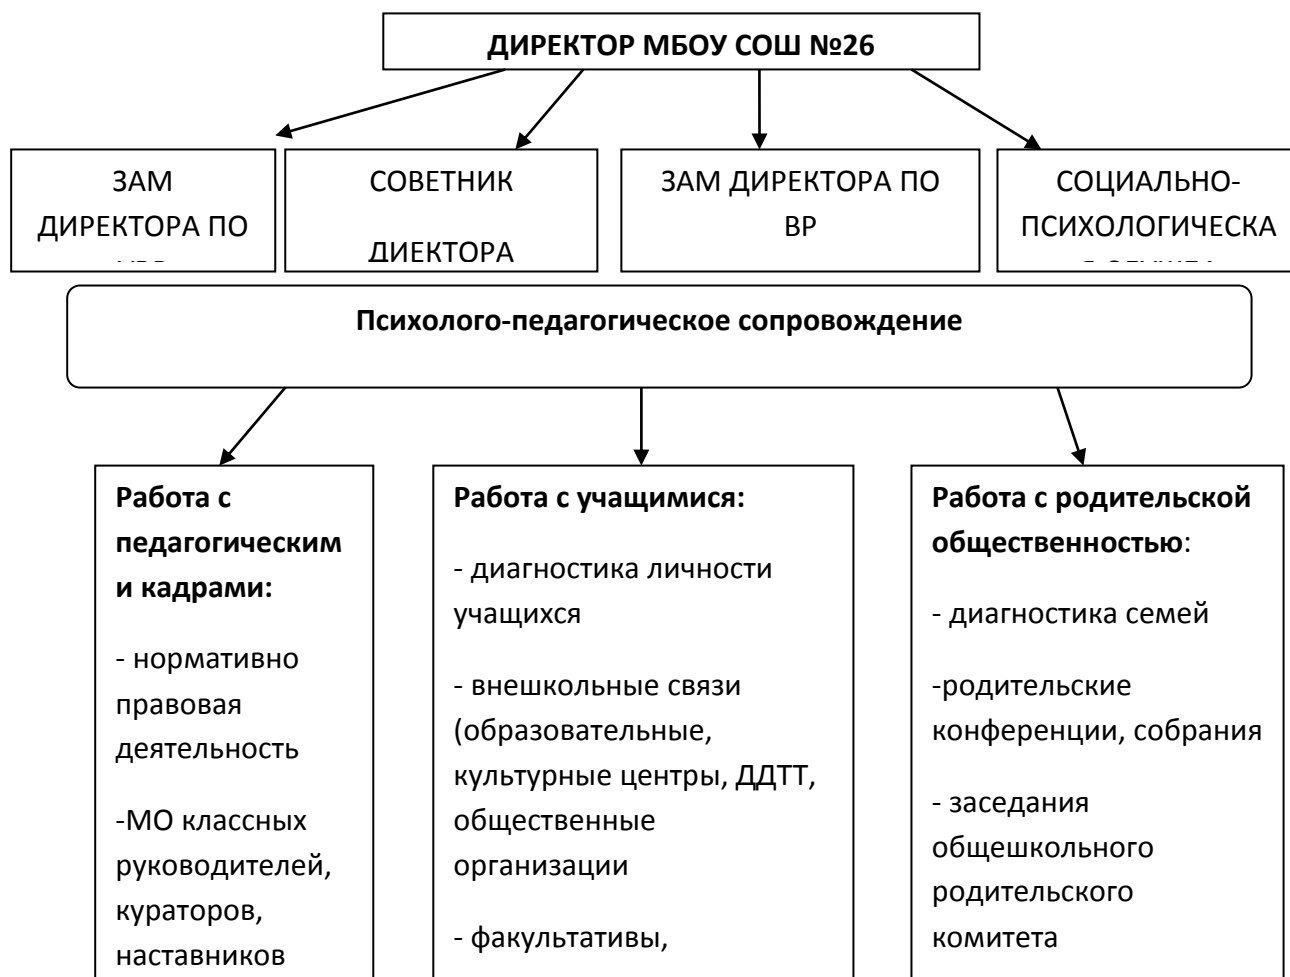 ДИРЕКТОР МБОУ СОШ №26
ЗАМ
ДИРЕКТОРА ПО
СОВЕТНИК
ДИЕКТОРА
ЗАМ ДИРЕКТОРА ПО
ВР
СОЦИАЛЬНО-
ПСИХОЛОГИЧЕСКА
Психолого-педагогическое сопровождение
Работа с
педагогическим
и кадрами:
- нормативно
правовая
деятельность
-МО классных
руководителей,
кураторов,
наставников
Работа с учащимися:
- диагностика личности
учащихся
- внешкольные связи
(образовательные,
культурные центры, ДДТТ,
общественные
организации
- факультативы,
Работа с родительской
общественностью:
- диагностика семей
-родительские
конференции, собрания
- заседания
общешкольного
родительского
комитета